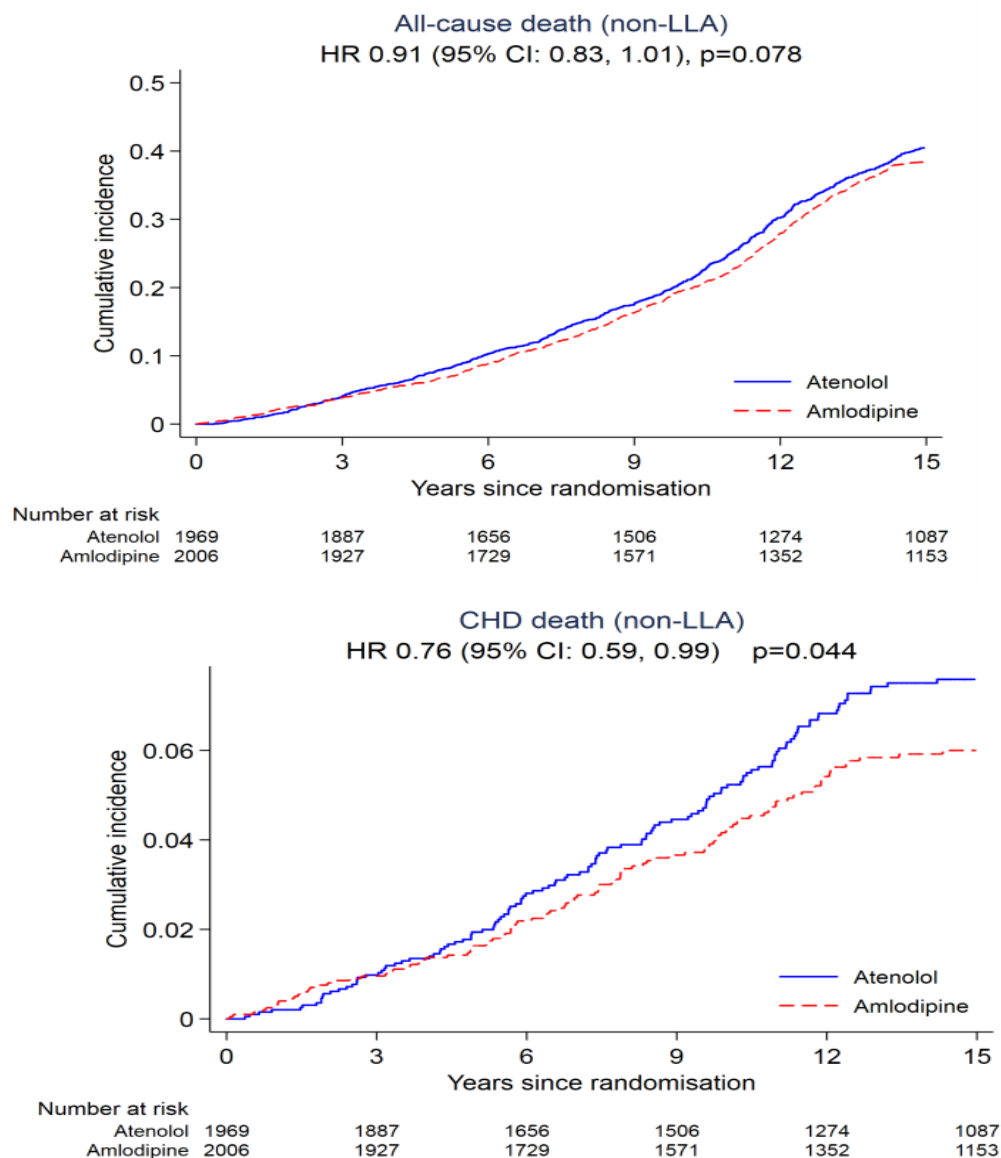 All-cause death (non-LLA)
HR 0.91 (95% CI: 0.83, 1.01), p=0.078
Cumulative incidence
0.5
0.4
0.3
0.2
0.1
0
Atenolol
Amlodipine
0 3 6 9 12 15
Years since randomisation
Number at risk
Atenolol 1969 1887 1656 1506 1274 1087
Amlodipine 2006 1927 1729 1571 1352 1153
CHD death (non-LLA)
HR 0.76 (95% CI: 0.59, 0.99) p=0.044
Cumulative incidence
0.06
0.04
0.02
0
Atenolol
Amlodipine
0 3 6 9 12 15
Years since randomisation
Number at risk
Atenolol 1969 1887 1656 1506 1274 1087
Amlodipine 2006 1927 1729 1571 1352 1153